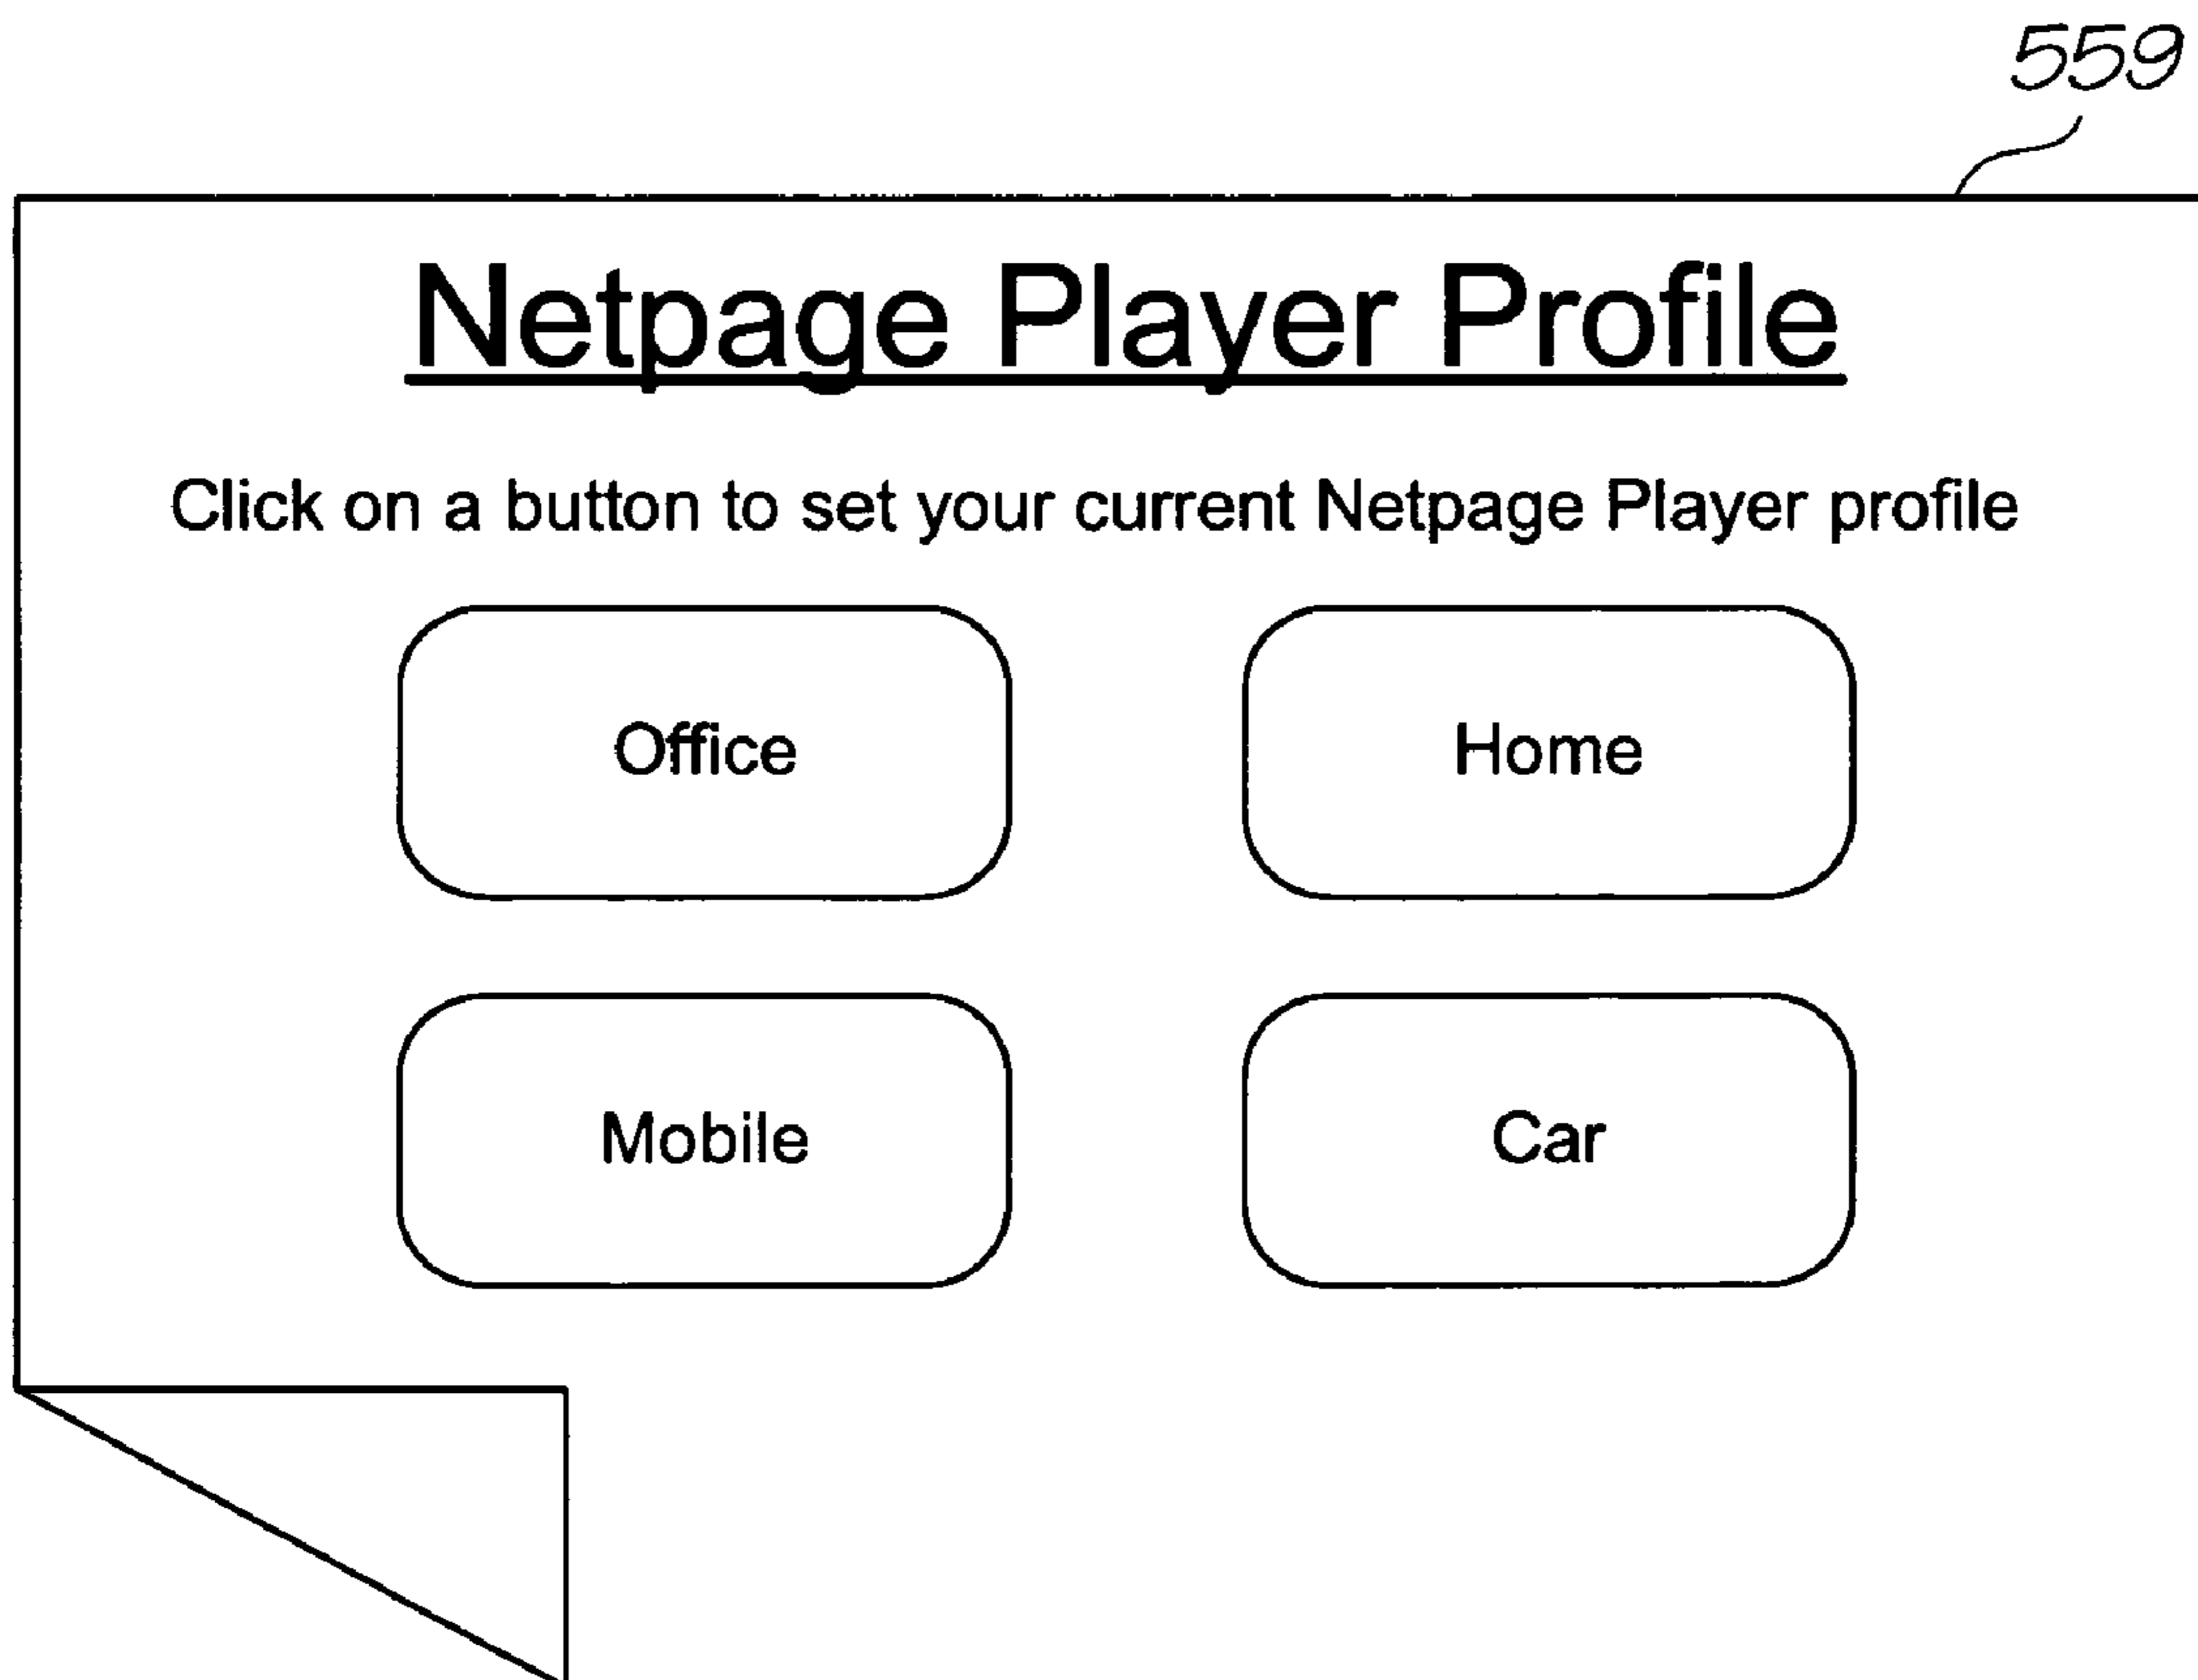 559
Netpage Player Profile
Click on a button to set your current Netpage Player profile
Office Home
Mobile Car